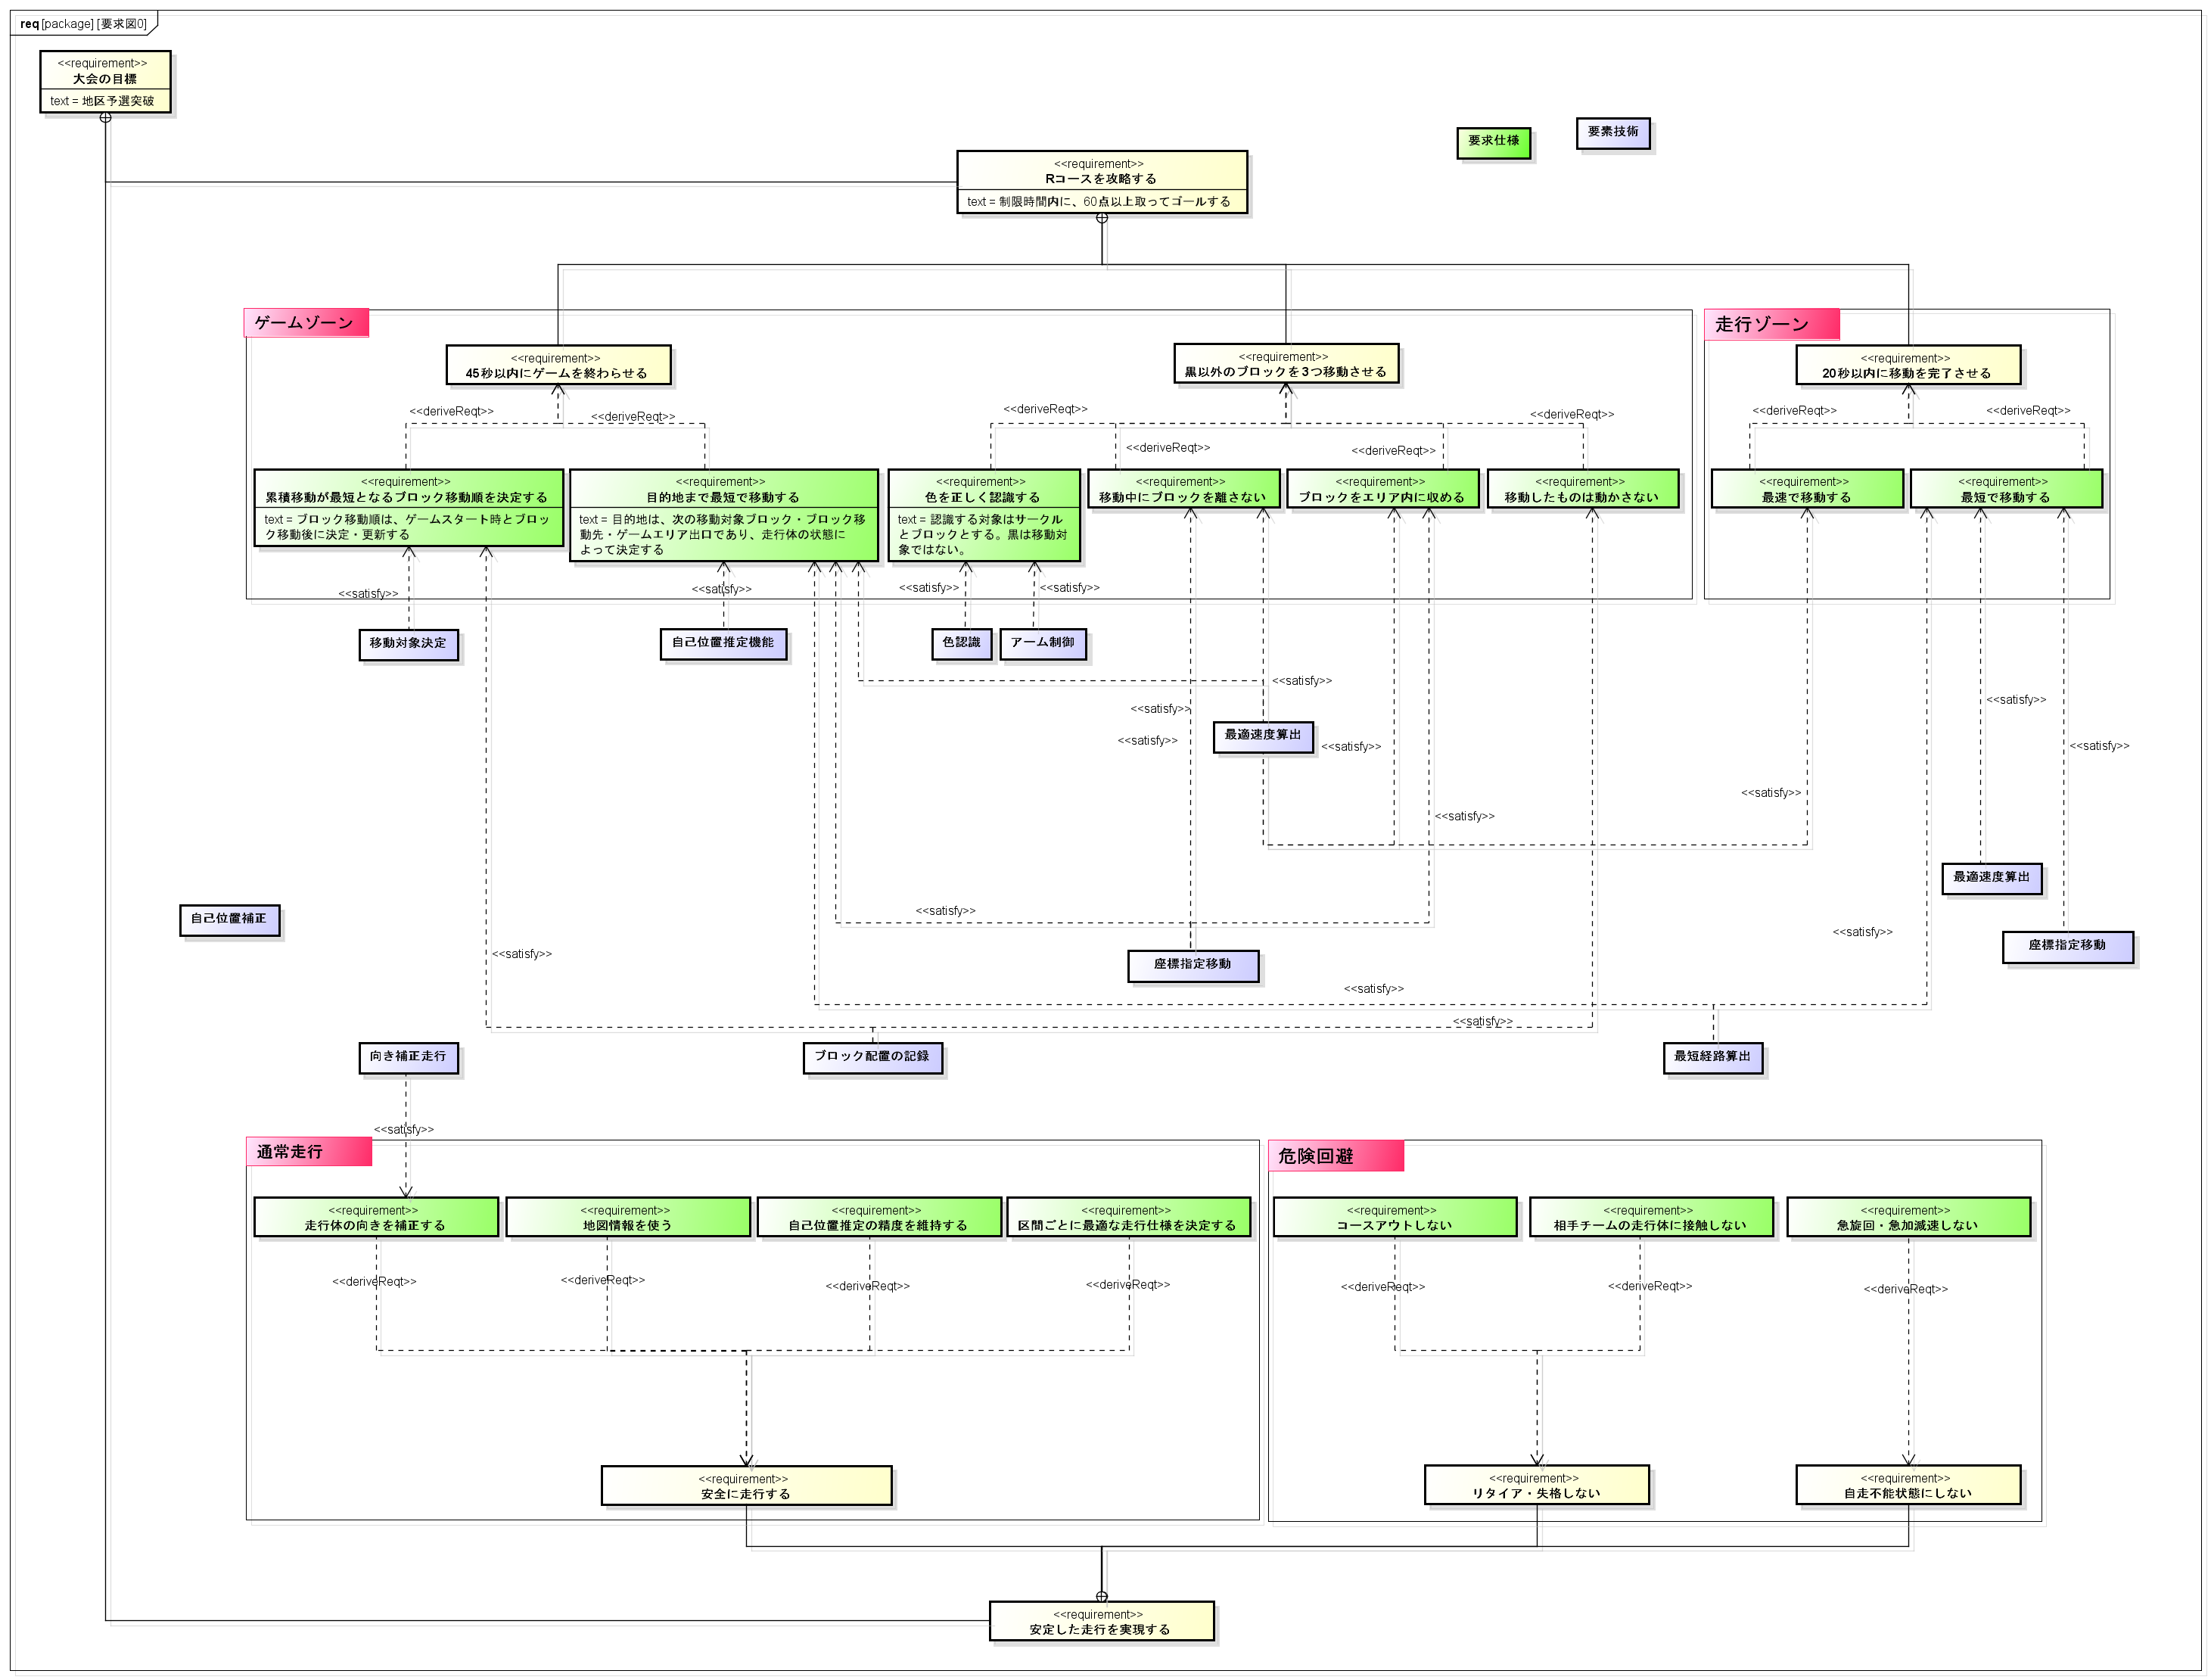 req [package] [要求図0]
<<requirement>>
大会の目標
text = 地区予選突破
要求仕様
要素技術
<<requirement>>
Rコースを攻略する
text = 制限時間内に、60点以上取ってゴールする
ゲームゾーン
走行ゾーン
<<requirement>>
45秒以内にゲームを終わらせる
<<requirement>>
黒以外のブロックを3つ移動させる
<<requirement>>
20秒以内に移動を完了させる
<<deriveReqt>>
<<deriveReqt>>
<<deriveReqt>>
<<deriveReqt>>
<<deriveReqt>>
<<deriveReqt>>
<<deriveReqt>>
<<deriveReqt>>
<<requirement>>
累積移動が最短となるブロック移動順を決定する
text = ブロック移動順は、ゲームスタート時とブロッ
ク移動後に決定・更新する
<<requirement>>
目的地まで最短で移動する
text = 目的地は、次の移動対象ブロック・ブロック移
動先・ゲームエリア出口であり、走行体の状態に
よって決定する
<<requirement>>
色を正しく認識する
text = 認識する対象はサークル
とブロックとする。黒は移動対
象ではない。
<<requirement>>
移動中にブロックを離さない
<<requirement>>
ブロックをエリア内に収める
<<requirement>>
移動したものは動かさない
<<requirement>>
最速で移動する
<<requirement>>
最短で移動する
<<satisfy>>
<<satisfy>>
<<satisfy>>
<<satisfy>>
移動対象決定
自己位置推定機能
色認識
アーム制御
<<satisfy>>
<<satisfy>>
<<satisfy>>
最適速度算出
<<satisfy>>
<<satisfy>>
<<satisfy>>
<<satisfy>>
<<satisfy>>
最適速度算出
自己位置補正
<<satisfy>>
<<satisfy>>
座標指定移動
<<satisfy>>
座標指定移動
<<satisfy>>
<<satisfy>>
向き補正走行
ブロック配置の記録
最短経路算出
<<satisfy>>
通常走行
危険回避
<<requirement>>
走行体の向きを補正する
<<requirement>>
地図情報を使う
<<requirement>>
自己位置推定の精度を維持する
<<requirement>>
区間ごとに最適な走行仕様を決定する
<<requirement>>
コースアウトしない
<<requirement>>
相手チームの走行体に接触しない
<<requirement>>
急旋回・急加減速しない
<<deriveReqt>>
<<deriveReqt>>
<<deriveReqt>>
<<deriveReqt>>
<<deriveReqt>>
<<deriveReqt>>
<<deriveReqt>>
<<requirement>>
安全に走行する
<<requirement>>
リタイア・失格しない
<<requirement>>
自走不能状態にしない
<<requirement>>
安定した走行を実現する